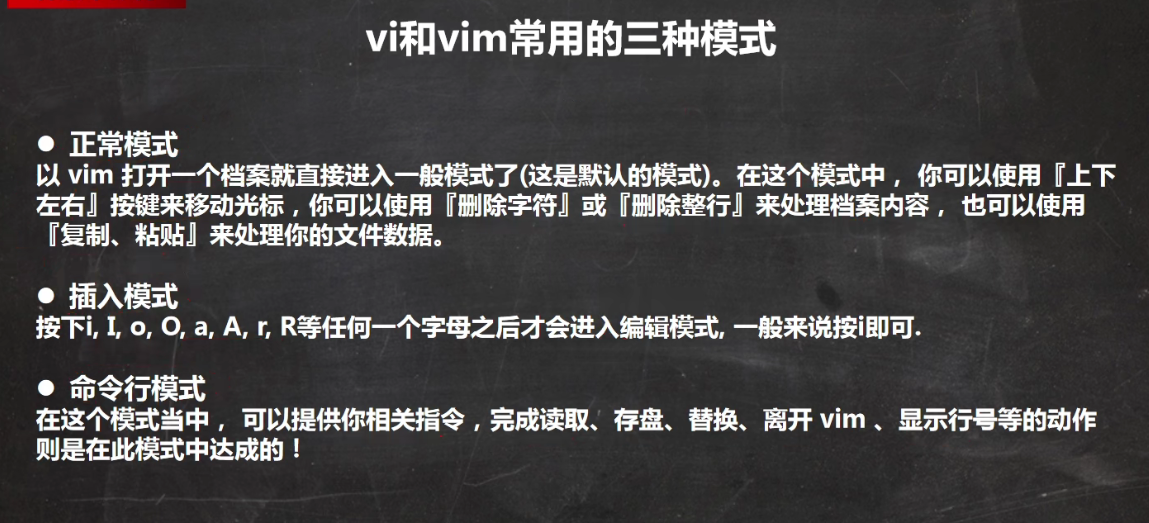 vi和vim常用的三种模式
● 正常模式
以 vim 打开一个档案就直接进入一般模式了(这是默认的模式)。在这个模式中， 你可以使用『上下
左右』按键来移动光标，你可以使用『删除字符』或『删除整行』来处理档案内容， 也可以使用
『复制、粘贴』来处理你的文件数据。
● 插入模式
按下i, I, o, O, a, A, r, R等任何一个字母之后才会进入编辑模式, 一般来说按i即可.
● 命令行模式
在这个模式当中， 可以提供你相关指令，完成读取、存盘、替换、离开 vim 、显示行号等的动作
则是在此模式中达成的！